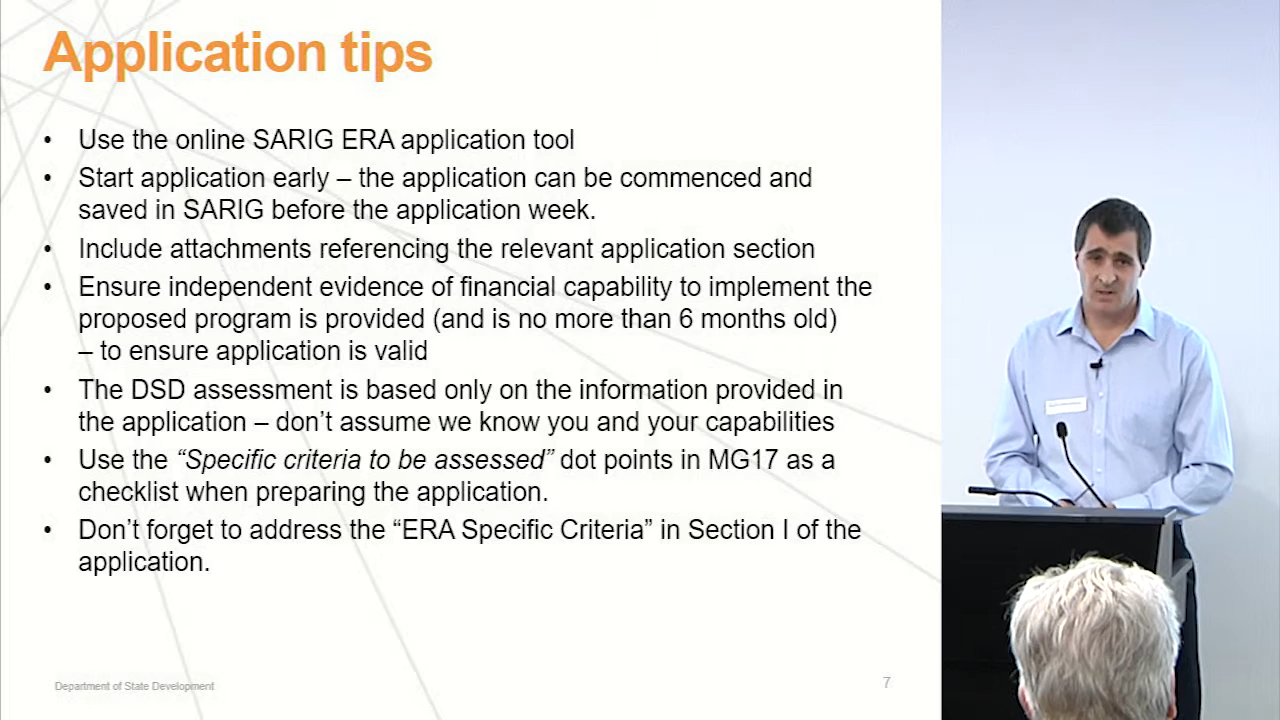 Application tips
• Use the online SARIG ERA application tool
• Start application early – the application can be commenced and
saved in SARIG before the application week.
• Include attachments referencing the relevant application section
• Ensure independent evidence of financial capability to implement the
proposed program is provided (and is no more than 6 months old)
– to ensure application is valid
• The DSD assessment is based only on the information provided in
the application – don’t assume we know you and your capabilities
• Use the “Specific criteria to be assessed” dot points in MG17 as a
checklist when preparing the application.
• Don’t forget to address the “ERA Specific Criteria” in Section I of the
application.
Department of State Development
7